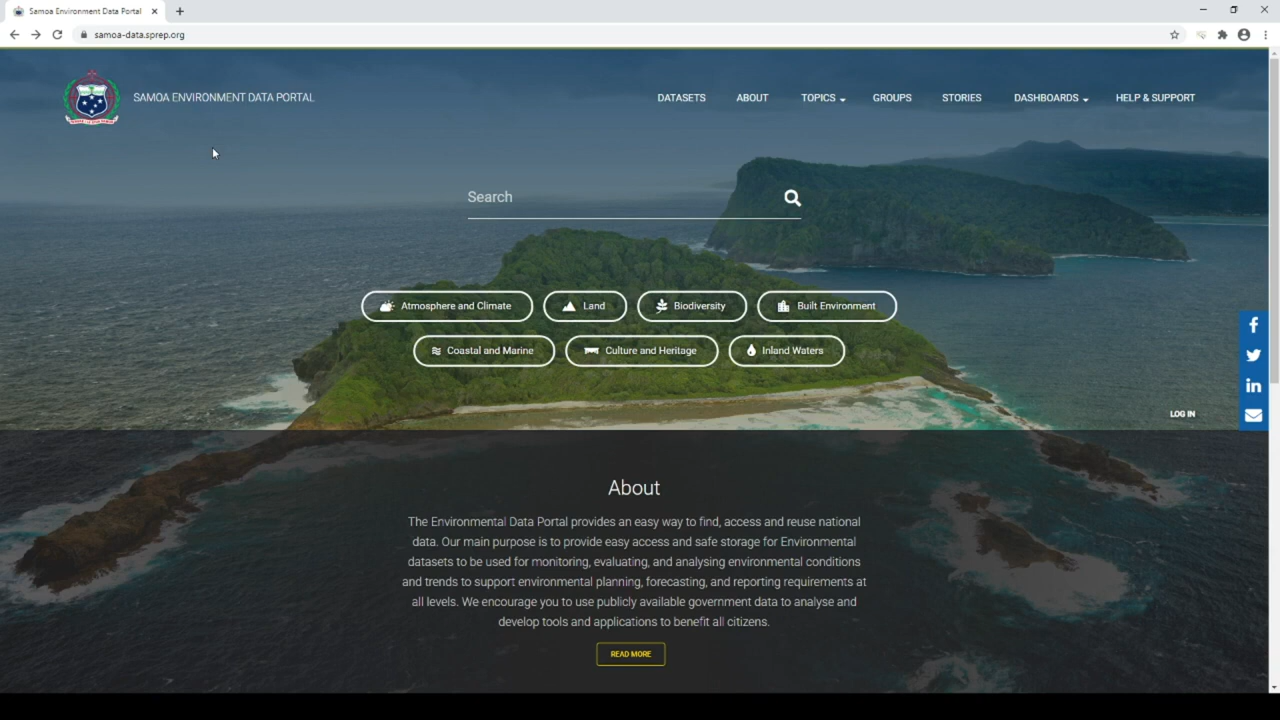 Samoa Environment Data Portal
samoa-data.sprep.org
SAMOA ENVIRONMENT DATA PORTAL
DATASETS ABOUT TOPICS GROUPS STORIES DASHBOARDS HELP & SUPPORT
Search
Atmosphere and Climate Land Biodiversity Built Environment
Coastal and Marine Culture and Heritage Inland Waters
LOG IN
About
The Environmental Data Portal provides an easy way to find, access and reuse national
data. Our main purpose is to provide easy access and safe storage for Environmental
datasets to be used for monitoring, evaluating, and analysing environmental conditions
and trends to support environmental planning, forecasting, and reporting requirements at
all levels. We encourage you to use publicly available government data to analyse and
develop tools and applications to benefit all citizens.
READ MORE